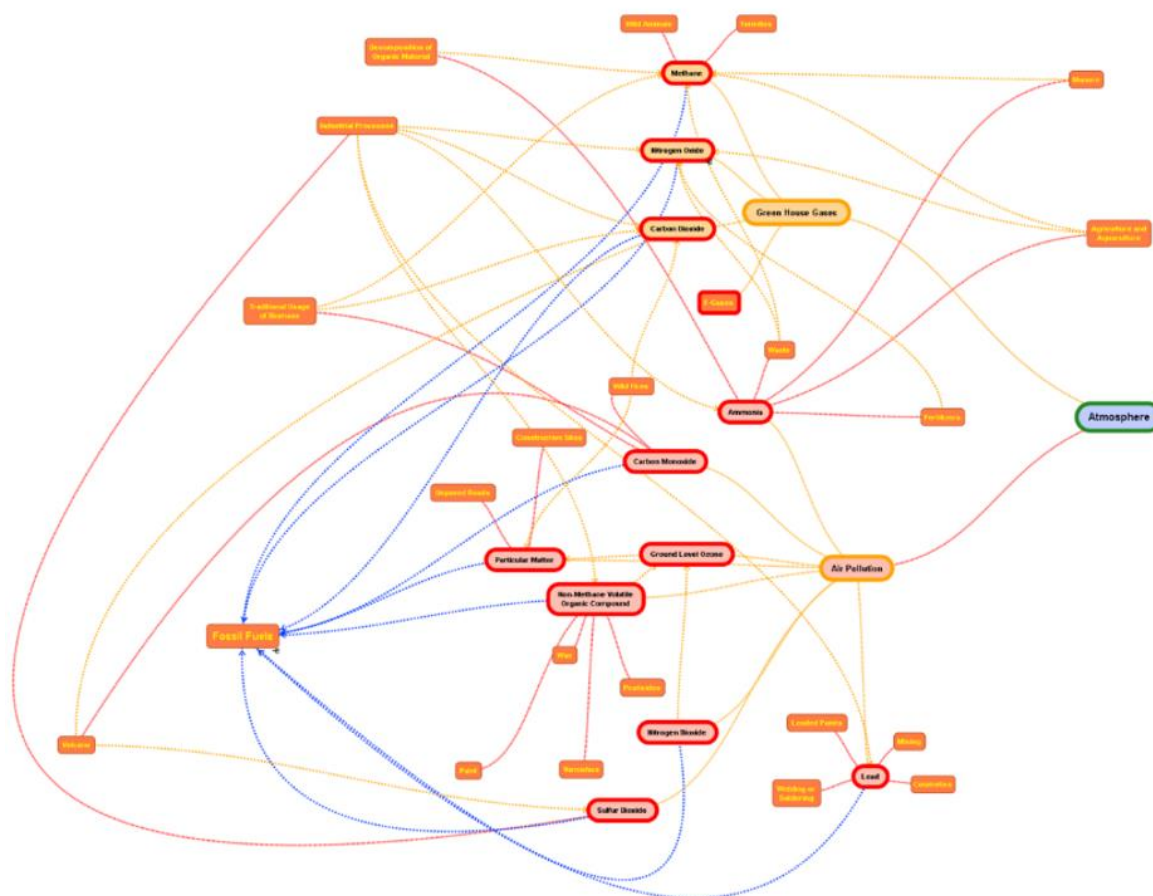 Wild Animals
Termites
Decomposition of
Organic Material
Methane
Manure
Industrial Processes
Nitrogen Oxide
Green House Gases
Carbon Dioxide
Agriculture and
Aquaculture
F-Gases
Traditional Usage
of Biomass
Waste
Wild Fires
Ammonia
Fertilizers
Atmosphere
Construction Sites
Carbon Monoxide
Unpaved Roads
Ground Level Ozone
Particular Matter
Air Pollution
Non-Methane Volatile
Organic Compound
Fossil Fuels
Wax
Pesticides
Nitrogen Dioxide
Leaded Paints
Mining
Volcano
Paint
Lead
Welding or
Soldering
Sulfur Dioxide